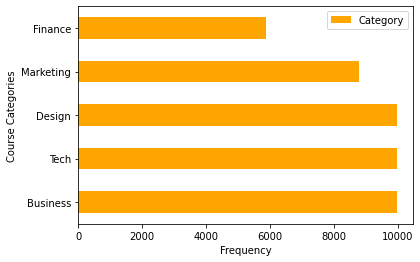 Category
Course Categories
Finance
Marketing
Design
Tech
Business
0 2000 4000 6000 8000 10000
Frequency